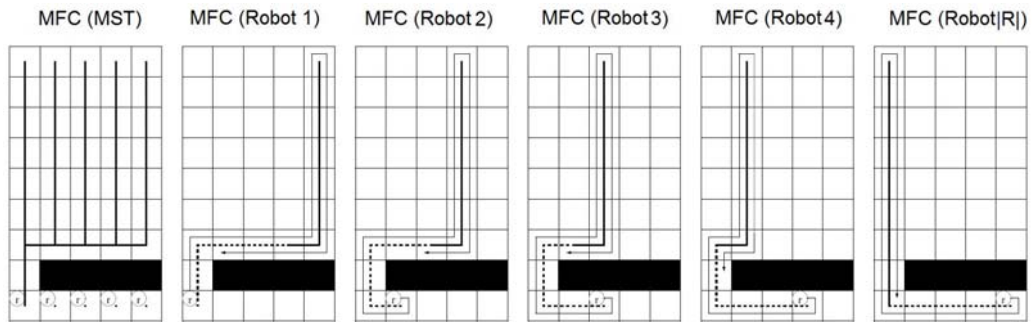 MFC (MST) MFC (Robot 1) MFC (Robot 2) MFC (Robot 3) MFC (Robot 4) MFC (Robot|R|)
r r r r r r r r r r